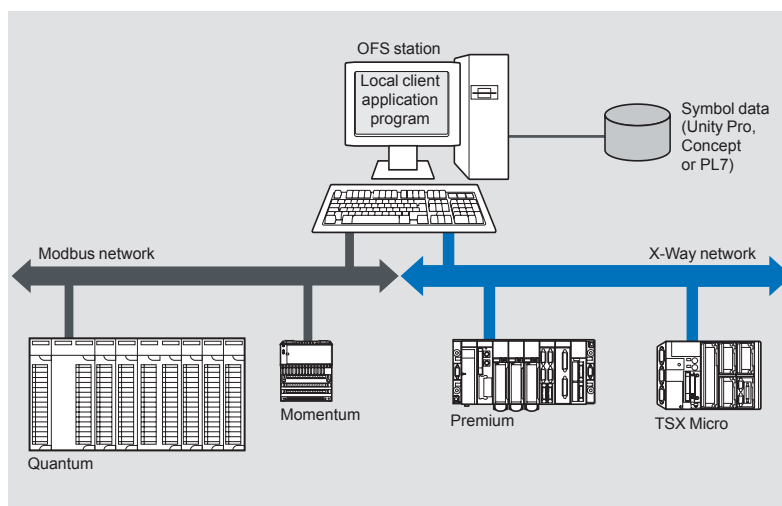 OFS station
Local client
application
program
Symbol data
(Unity Pro,
Concept
or PL7)
Modbus network
X-Way network
Quantum
Momentum
Premium
TSX Micro